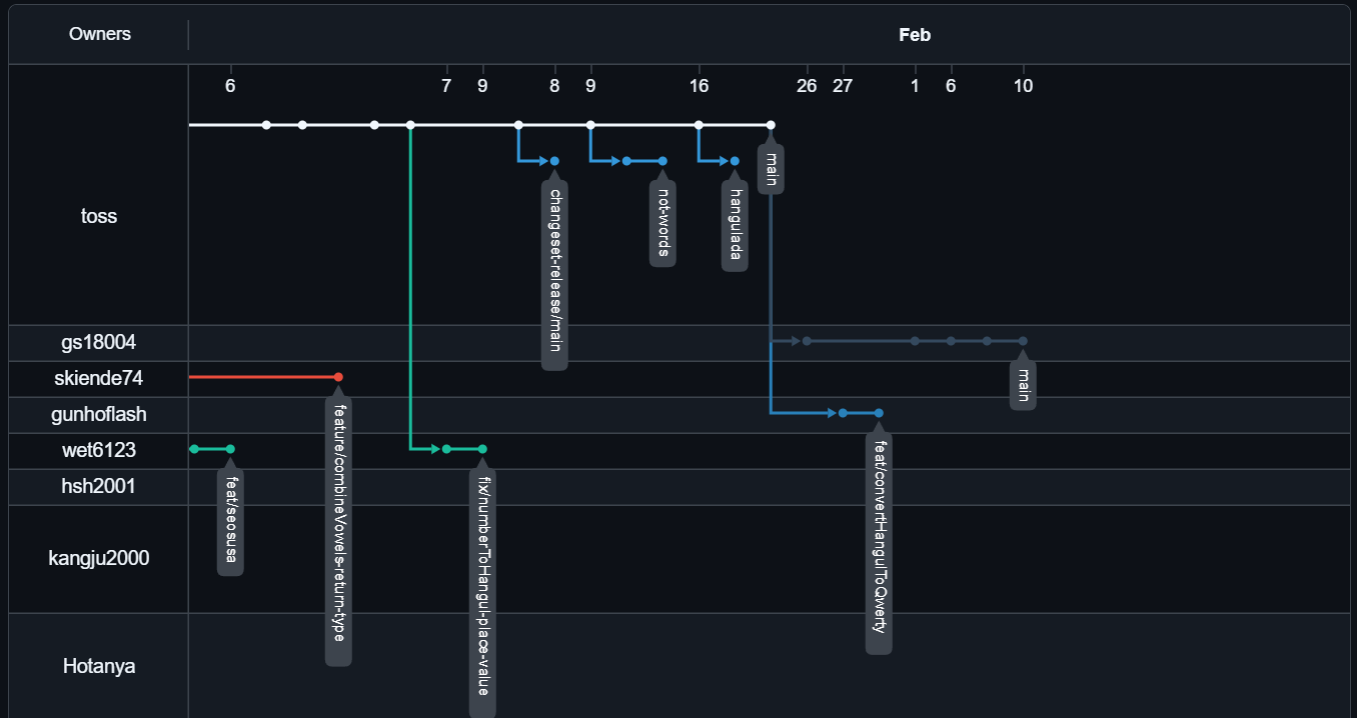 Owners
Feb
6 7 9 8 9 16 26 27 1 6 10
toss
main
changeset-release/main
not-words
hangulada
gs18004
main
skiende74
feature/combineVowels-return-type
gunhoflash
feat/convertHangulToQwerty
wet6123
feat/seosusa
fix/numberToHangul-place-value
hsh2001
kangju2000
Hotanya